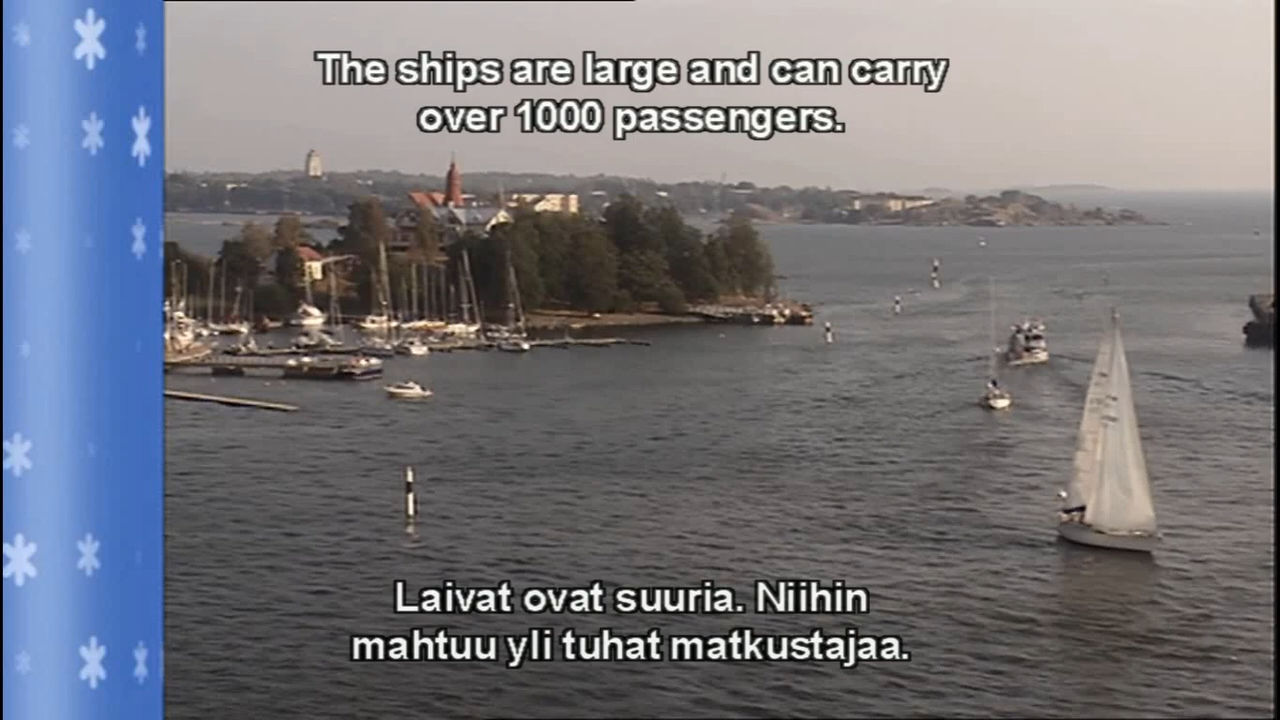 The ships are large and can carry
over 1000 passengers.
Laivat ovat suuria. Niihin
mahtuu yli tuhat matkustajaa.